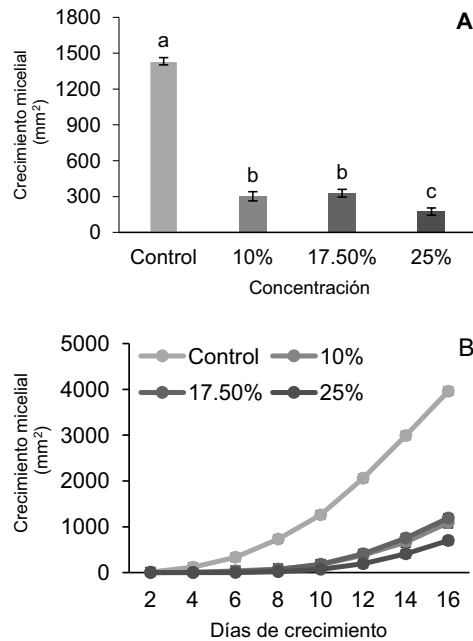 A
Crecimiento micelial
(mm²)
1800
1500
1200
900
600
300
0
a
b
b
c
Control 10% 17.50% 25%
Concentración
B
Crecimiento micelial
(mm²)
5000
4000
3000
2000
1000
0
Control 10%
17.50% 25%
2 4 6 8 10 12 14 16
Días de crecimiento